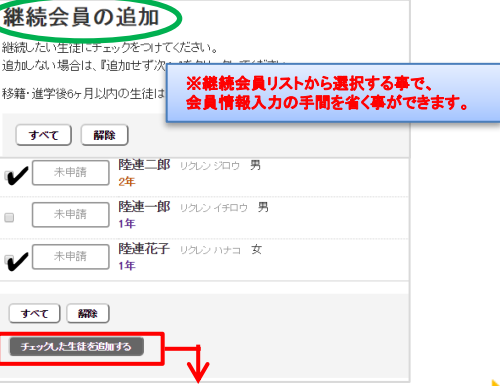 継続会員の追加
継続したい生徒にチェックをつけてください。
追加しない場合は、『追加せず次へ
移籍・進学後6ヶ月以内の生徒は
※継続会員リストから選択する事で、
会員情報入力の手間を省く事ができます。
すべて 解除
未申請 陸連二郎 リクレンジロウ 男
2年
未申請 陸連一郎 リクレンイチロウ 男
1年
未申請 陸連花子 リクレンハナコ 女
1年
すべて 解除
チェックした生徒を追加する